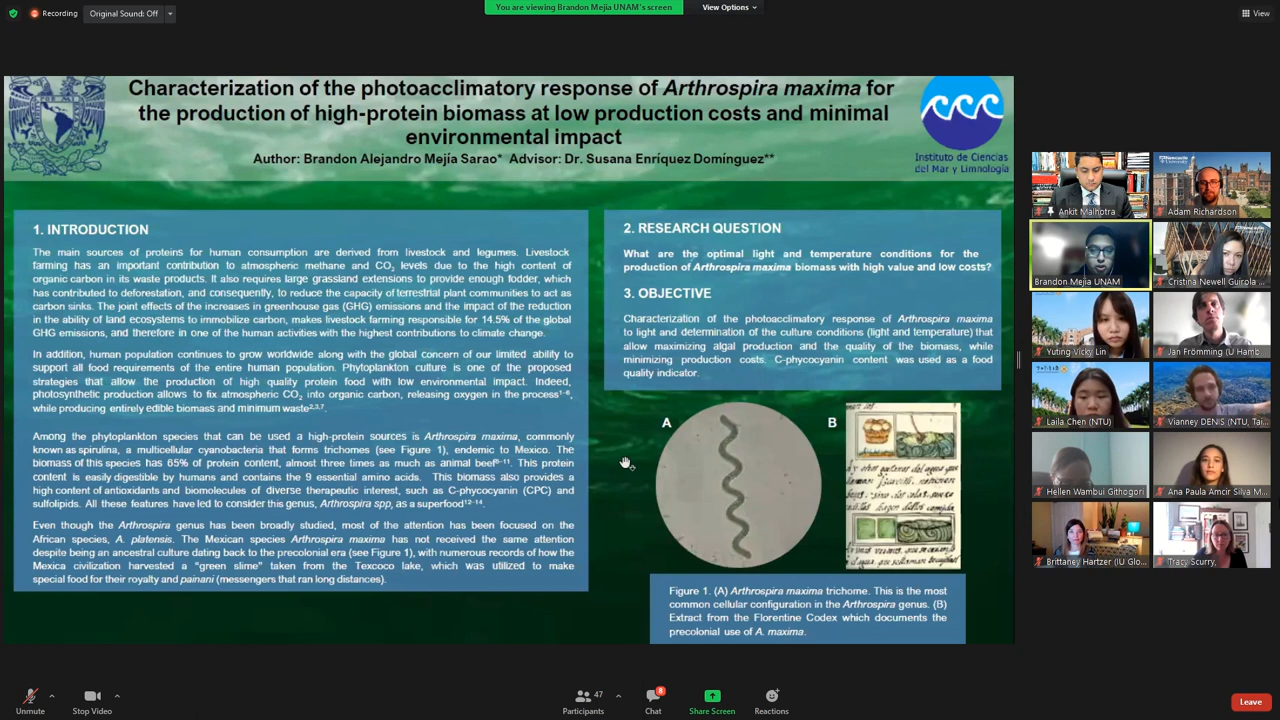 Recording
Original Sound: Off
You are viewing Brandon Mejia UNAM's screen
View Options
View
Characterization of the photoacclimatory response of Arthrospira maxima for
the production of high-protein biomass at low production costs and minimal
environmental impact
Author: Brandon Alejandro Mejía Sarao* Advisor: Dr. Susana Enríquez Domínguez**
Instituto de Ciencias
del Mar y Limnología
1. INTRODUCTION
The main sources of proteins for human consumption are derived from livestock and legumes. Livestock
farming has an important contribution to atmospheric methane and CO₂ levels due to the high content of
organic carbon in its waste products. It also requires large grassland extensions to provide enough fodder, which
has contributed to deforestation, and consequently, to reduce the capacity of terrestrial plant communities to act as
carbon sinks. The joint effects of the increases in greenhouse gas (GHG) emissions and the impact of the reduction
in the ability of land ecosystems to immobilize carbon, makes livestock farming responsible for 14.5% of the global
GHG emissions, and therefore in one of the human activities with the highest contributions to climate change.
In addition, human population continues to grow worldwide along with the global concern of our limited ability to
support all food requirements of the entire human population. Phytoplankton culture is one of the proposed
strategies that allow the production of high quality protein food with low environmental impact. Indeed,
photosynthetic production allows to fix atmospheric CO₂ into organic carbon, releasing oxygen in the process¹⁻⁶,
while producing entirely edible biomass and minimum waste²,³,⁷.
Among the phytoplankton species that can be used a high-protein sources is Arthrospira maxima, commonly
known as spirulina, a multicellular cyanobacteria that forms trichomes (see Figure 1), endemic to Mexico. The
biomass of this species has 65% of protein content, almost three times as much as animal beef⁸⁻¹¹. This protein
content is easily digestible by humans and contains the 9 essential amino acids. This biomass also provides a
high content of antioxidants and biomolecules of diverse therapeutic interest, such as C-phycocyanin (CPC) and
sulfolipids. All these features have led to consider this genus, Arthrospira spp, as a superfood¹²⁻¹⁴.
Even though the Arthrospira genus has been broadly studied, most of the attention has been focused on the
African species, A. platensis. The Mexican species Arthrospira maxima has not received the same attention
despite being an ancestral culture dating back to the precolonial era (see Figure 1), with numerous records of how the
Mexica civilization harvested a "green slime" taken from the Texcoco lake, which was utilized to make
special food for their royalty and painani (messengers that ran long distances).
2. RESEARCH QUESTION
What are the optimal light and temperature conditions for the
production of Arthrospira maxima biomass with high value and low costs?
3. OBJECTIVE
Characterization of the photoacclimatory response of Arthrospira maxima
to light and determination of the culture conditions (light and temperature) that
allow maximizing algal production and the quality of the biomass, while
minimizing production costs. C-phycocyanin content was used as a food
quality indicator.
A
B
Figure 1. (A) Arthrospira maxima trichome. This is the most
common cellular configuration in the Arthrospira genus. (B)
Extract from the Florentine Codex which documents the
precolonial use of A. maxima.
Ankit Malhotra
Adam Richardson
Brandon Mejia UNAM
Cristina Newell Guirola ...
Yuting Vicky Lin
Jan Frömming (U Hamb
Laila Chen (NTU)
Vianney DENIS (NTU, Tai...
Hellen Wambui Githogori
Ana Paula Amcir Silva M...
Brittaney Hartzer (IU Glo...
Tracy Scurry,
Unmute
Stop Video
47
Participants
8
Chat
Share Screen
Reactions
Leave